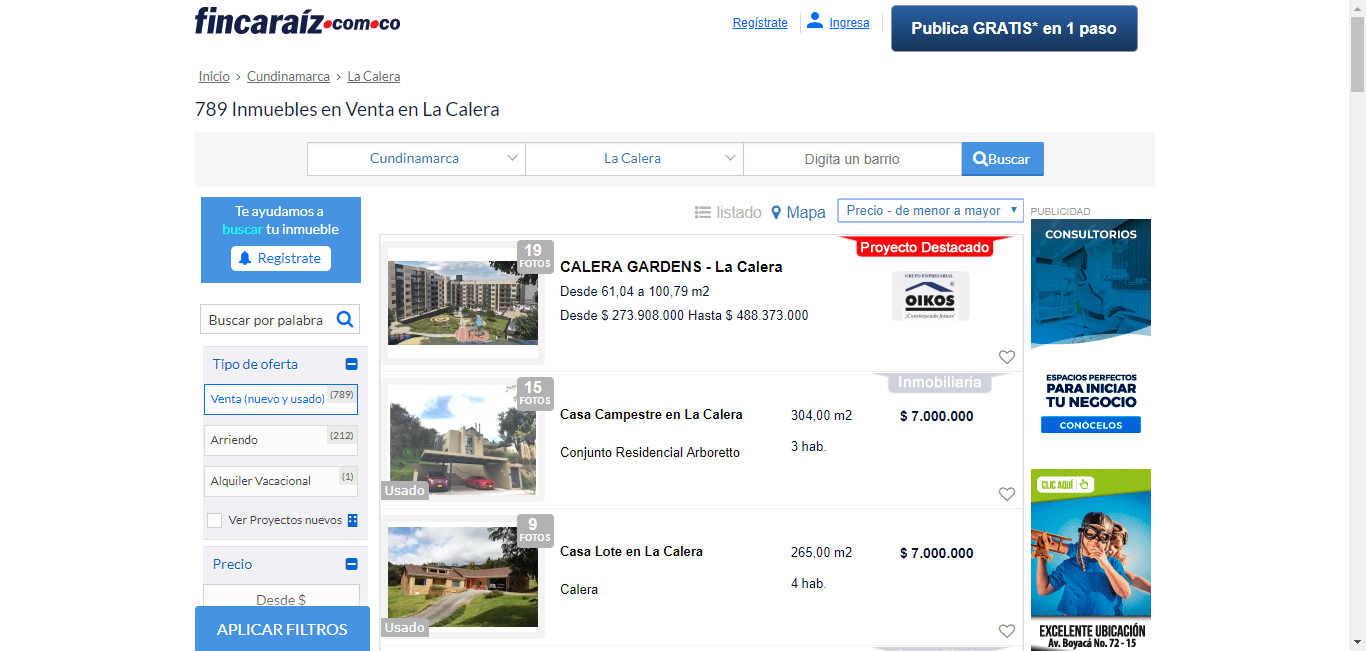 fincaraíz.com.co
Regístrate
Ingresa
Publica GRATIS* en 1 paso
Inicio › Cundinamarca › La Calera
789 Inmuebles en Venta en La Calera
Cundinamarca
La Calera
Digita un barrio
Buscar
Te ayudamos a
buscar tu inmueble
Registrate
Buscar por palabra
Tipo de oferta
Venta (nuevo y usado) (789)
Arriendo (212)
Alquiler Vacacional (1)
Ver Proyectos nuevos
Precio
Desde $
APLICAR FILTROS
listado
Mapa
Precio - de menor a mayor
19
FOTOS
CALERA GARDENS - La Calera
Desde 61,04 a 100,79 m2
Desde $ 273.908.000 Hasta $ 488.373.000
Proyecto Destacado
GRUPO EMPRESARIAL
OIKOS
¡Construyendo futuro!
15
FOTOS
Usado
Casa Campestre en La Calera
Conjunto Residencial Arboretto
304,00 m2
3 hab.
Inmobiliaria
$ 7.000.000
9
FOTOS
Usado
Casa Lote en La Calera
Calera
265,00 m2
4 hab.
$ 7.000.000
PUBLICIDAD
CONSULTORIOS
ESPACIOS PERFECTOS
PARA INICIAR
TU NEGOCIO
CONÓCELOS
CLIC AQUÍ
EXCELENTE UBICACIÓN
Av. Boyacá No. 72 - 15